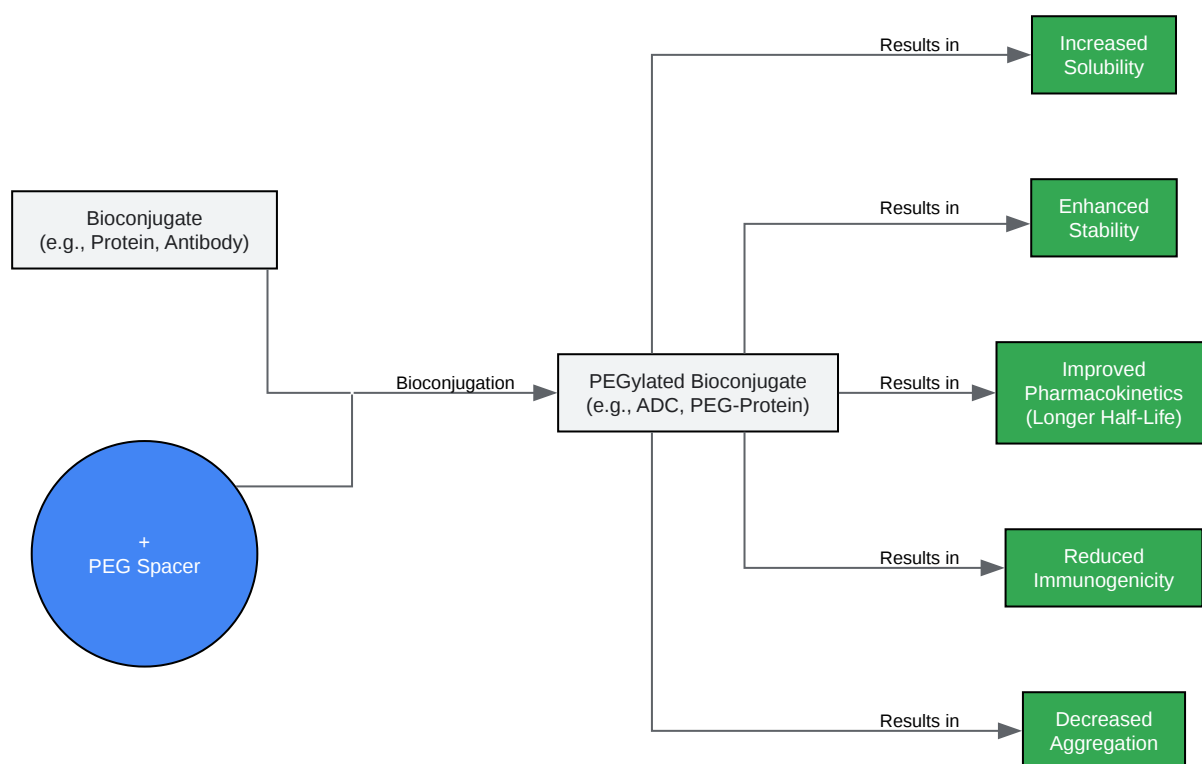 Results in
Increased
Solubility
Results in
Enhanced
Stability
Bioconjugate
(e.g., Protein, Antibody)
Bioconjugation
PEGylated Bioconjugate
(e.g., ADC, PEG-Protein)
Results in
Improved
Pharmacokinetics
(Longer Half-Life)
+
PEG Spacer
Results in
Reduced
Immunogenicity
Results in
Decreased
Aggregation